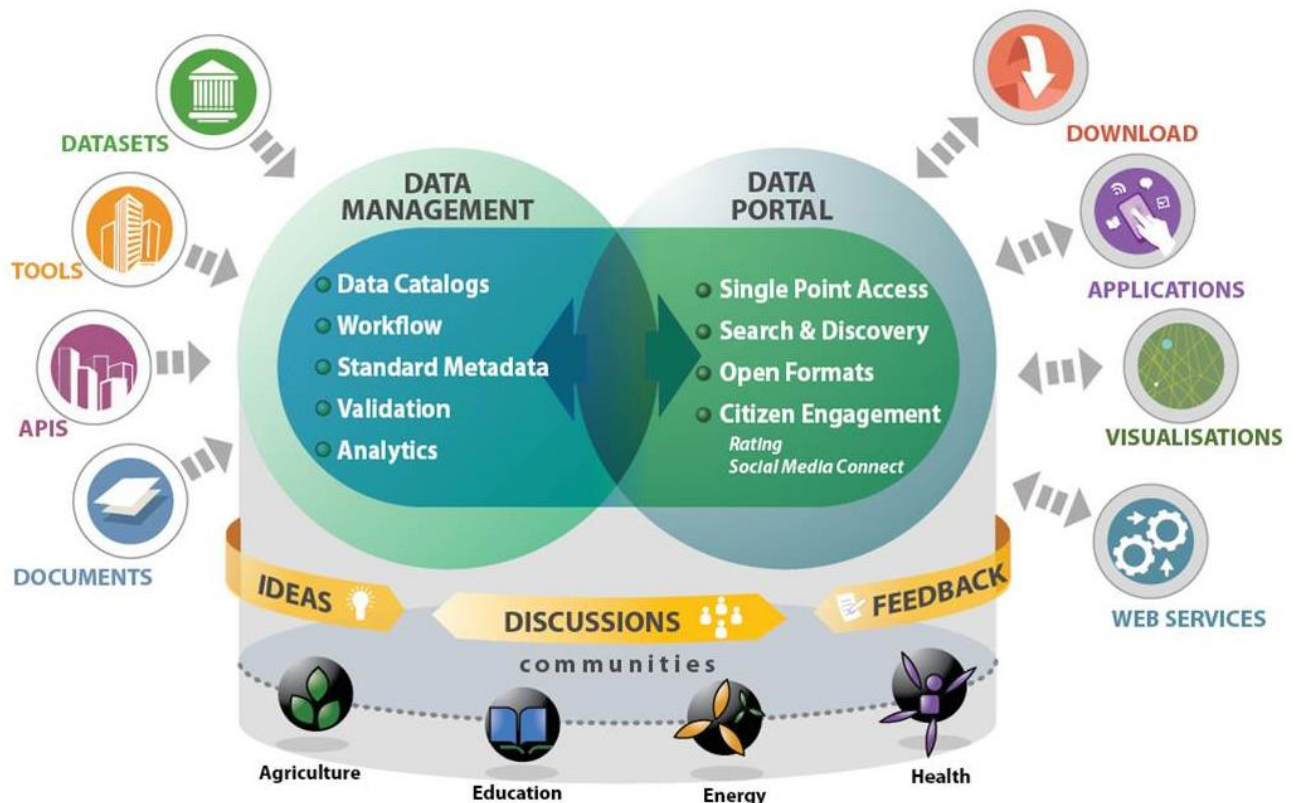 DATASETS
TOOLS
APIS
DOCUMENTS
DATA
MANAGEMENT
Data Catalogs
Workflow
Standard Metadata
Validation
Analytics
DATA
PORTAL
Single Point Access
Search & Discovery
Open Formats
Citizen Engagement
Rating
Social Media Connect
DOWNLOAD
APPLICATIONS
VISUALISATIONS
WEB SERVICES
IDEAS
DISCUSSIONS
FEEDBACK
communities
Agriculture
Education
Energy
Health